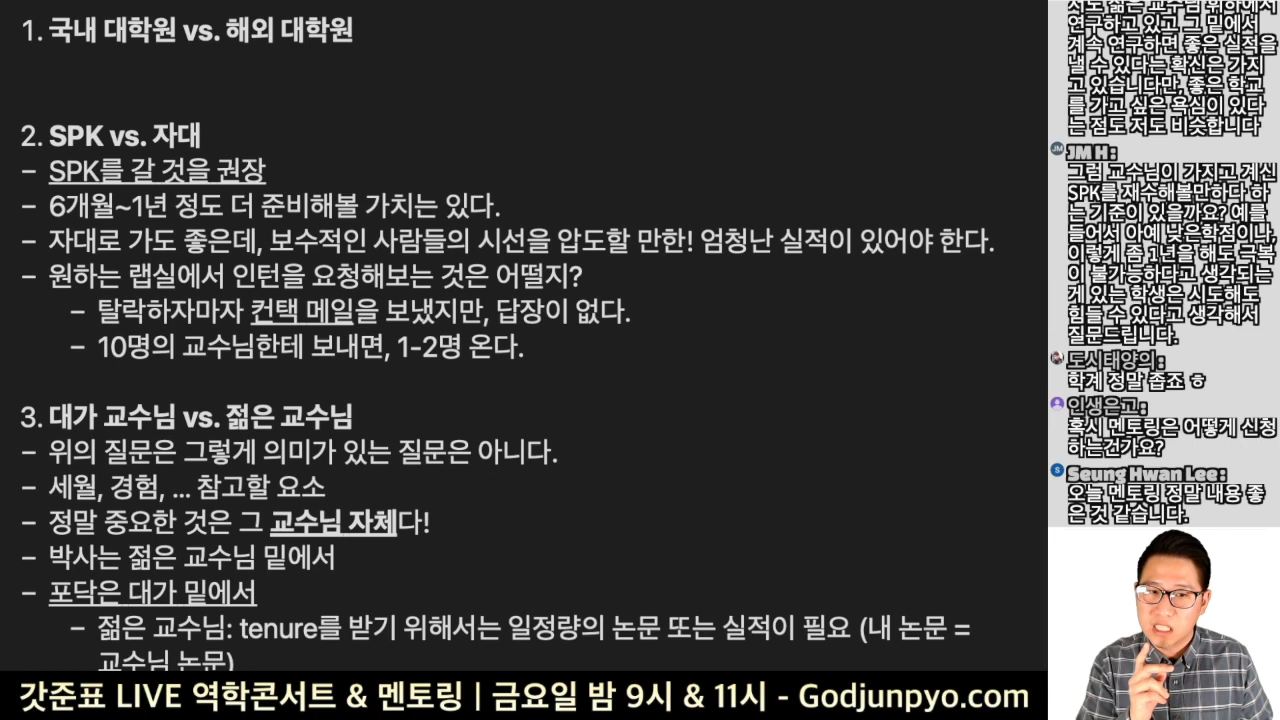 1. 국내 대학원 vs. 해외 대학원
2. SPK vs. 자대
– SPK를 갈 것을 권장
– 6개월~1년 정도 더 준비해볼 가치는 있다.
– 자대로 가도 좋은데, 보수적인 사람들의 시선을 압도할 만한! 엄청난 실적이 있어야 한다.
– 원하는 랩실에서 인턴을 요청해보는 것은 어떨지?
– 탈락하자마자 컨택 메일을 보냈지만, 답장이 없다.
– 10명의 교수님한테 보내면, 1-2명 온다.
3. 대가 교수님 vs. 젊은 교수님
– 위의 질문은 그렇게 의미가 있는 질문은 아니다.
– 세월, 경험, ... 참고할 요소
– 정말 중요한 것은 그 교수님 자체다!
– 박사는 젊은 교수님 밑에서
– 포닥은 대가 밑에서
– 젊은 교수님: tenure를 받기 위해서는 일정량의 논문 또는 실적이 필요 (내 논문 =
교수님 논문)
저도 젊은 교수님 위하에서
연구하고 있고 그 밑에서
계속 연구하면 좋은 실적을
낼 수 있다는 확신은 가지
고 있습니다만, 좋은 학교
를 가고 싶은 욕심이 있다
는 점도 저도 비슷합니다
JM
JM H:
그럼 교수님이 가지고 계신
SPK를 재수해볼만하다 하
는 기준이 있을까요? 예를
들어서 아예 낮은학점이나,
이렇게 좀 1년을 해도 극복
이 불가능하다고 생각되는
게 있는 학생은 시도해도
힘들 수 있다고 생각해서
질문드립니다.
도시태양의:
학계 정말 좁죠 ㅎ
인생은고:
혹시 멘토링은 어떻게 신청
하는건가요?
S
Seung Hwan Lee:
오늘 멘토링 정말 내용 좋
은 것 같습니다.
갓준표 LIVE 역학콘서트 & 멘토링 | 금요일 밤 9시 & 11시 - Godjunpyo.com